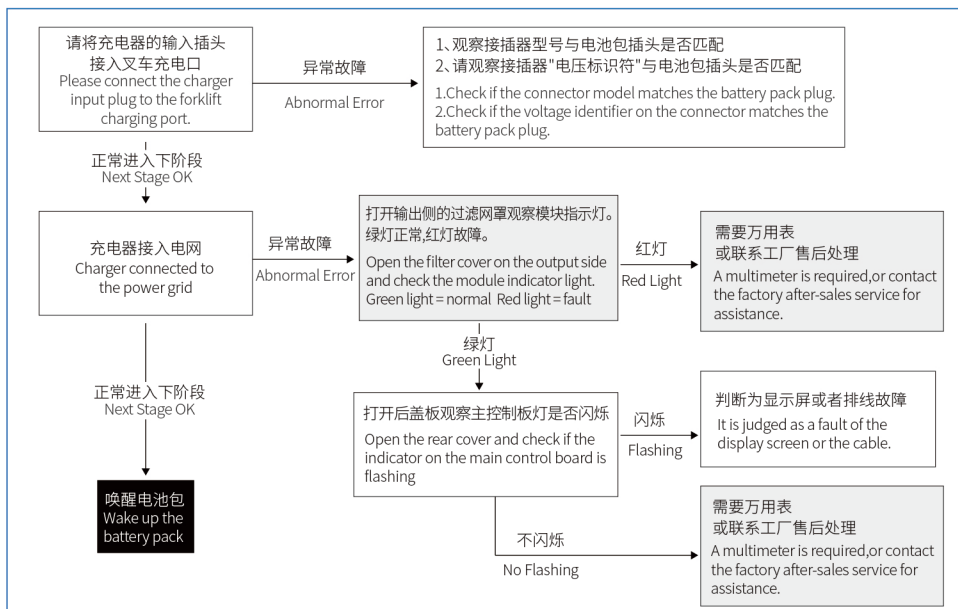 请将充电器的输入插头
接入叉车充电口
Please connect the charger
input plug to the forklift
charging port.
异常故障
Abnormal Error
1、观察接插器型号与电池包插头是否匹配
2、请观察接插器"电压标识符"与电池包插头是否匹配
1.Check if the connector model matches the battery pack plug.
2.Check if the voltage identifier on the connector matches the
battery pack plug.
正常进入下阶段
Next Stage OK
充电器接入电网
Charger connected to
the power grid
异常故障
Abnormal Error
打开输出侧的过滤网罩观察模块指示灯。
绿灯正常,红灯故障。
Open the filter cover on the output side
and check the module indicator light.
Green light = normal Red light = fault
红灯
Red Light
需要万用表
或联系工厂售后处理
A multimeter is required,or contact
the factory after-sales service for
assistance.
绿灯
Green Light
正常进入下阶段
Next Stage OK
打开后盖板观察主控制板灯是否闪烁
Open the rear cover and check if the
indicator on the main control board is
flashing
闪烁
Flashing
判断为显示屏或者排线故障
It is judged as a fault of the
display screen or the cable.
唤醒电池包
Wake up the
battery pack
不闪烁
No Flashing
需要万用表
或联系工厂售后处理
A multimeter is required,or contact
the factory after-sales service for
assistance.